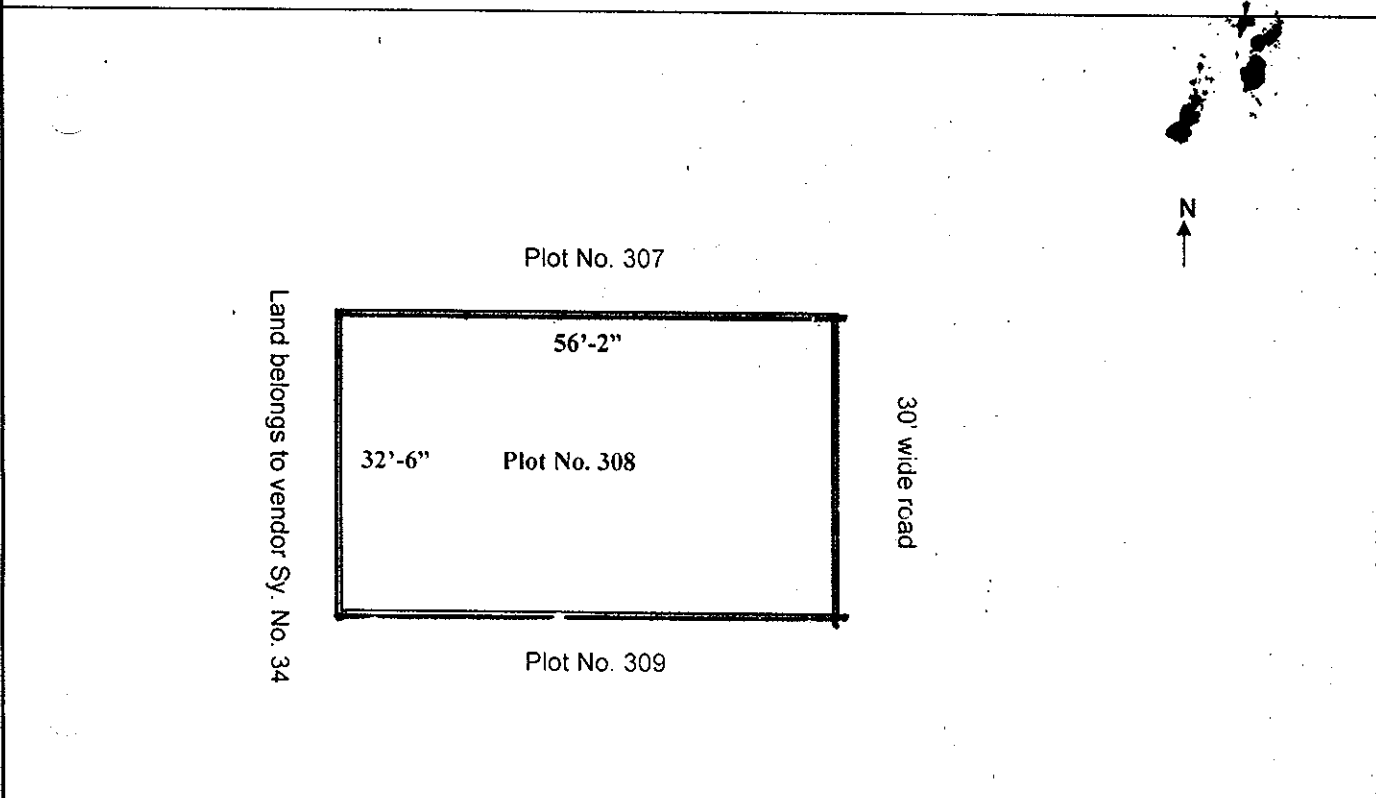 N
Plot No. 307
56’-2”
Land belongs to vendor Sy. No. 34
32’-6”
Plot No. 308
30' wide road
Plot No. 309